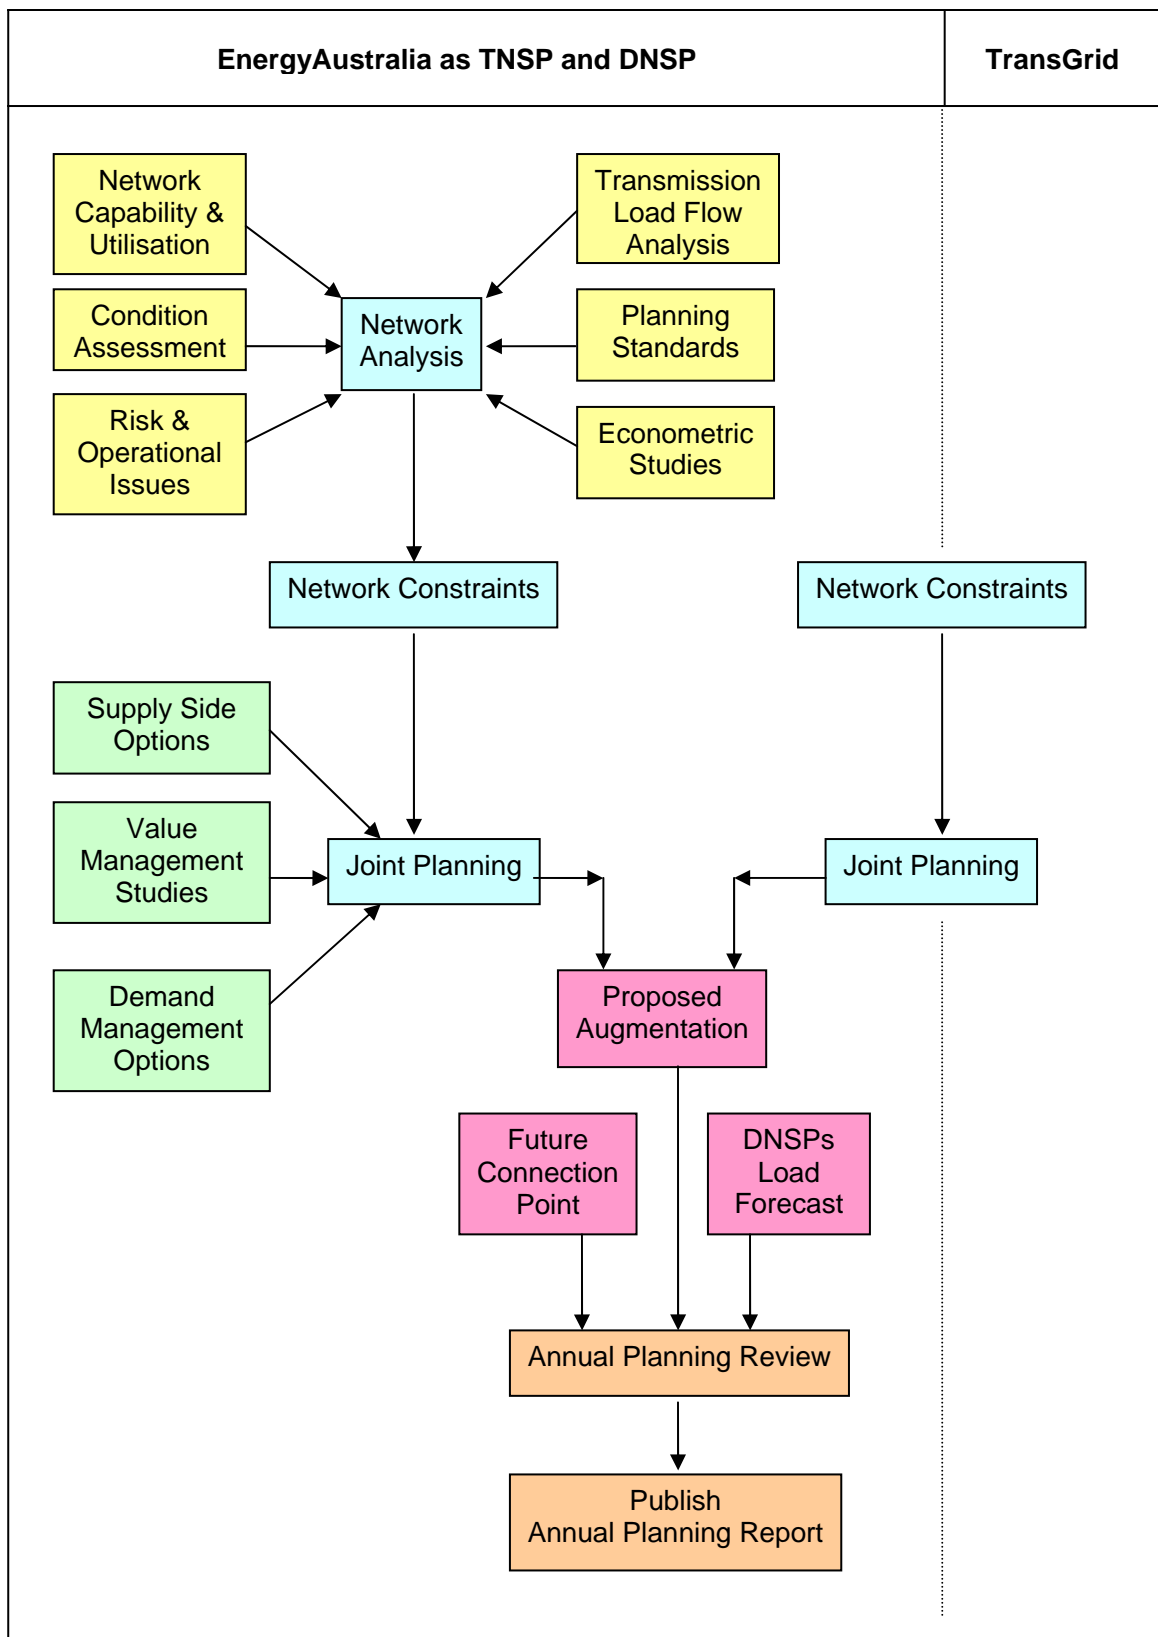 EnergyAustralia as TNSP and DNSP
TransGrid
Network
Capability &
Utilisation
Transmission
Load Flow
Analysis
Condition
Assessment
Network
Analysis
Planning
Standards
Risk &
Operational
Issues
Econometric
Studies
Network Constraints
Network Constraints
Supply Side
Options
Value
Management
Studies
Joint Planning
Joint Planning
Demand
Management
Options
Proposed
Augmentation
Future
Connection
Point
DNSPs
Load
Forecast
Annual Planning Review
Publish
Annual Planning Report